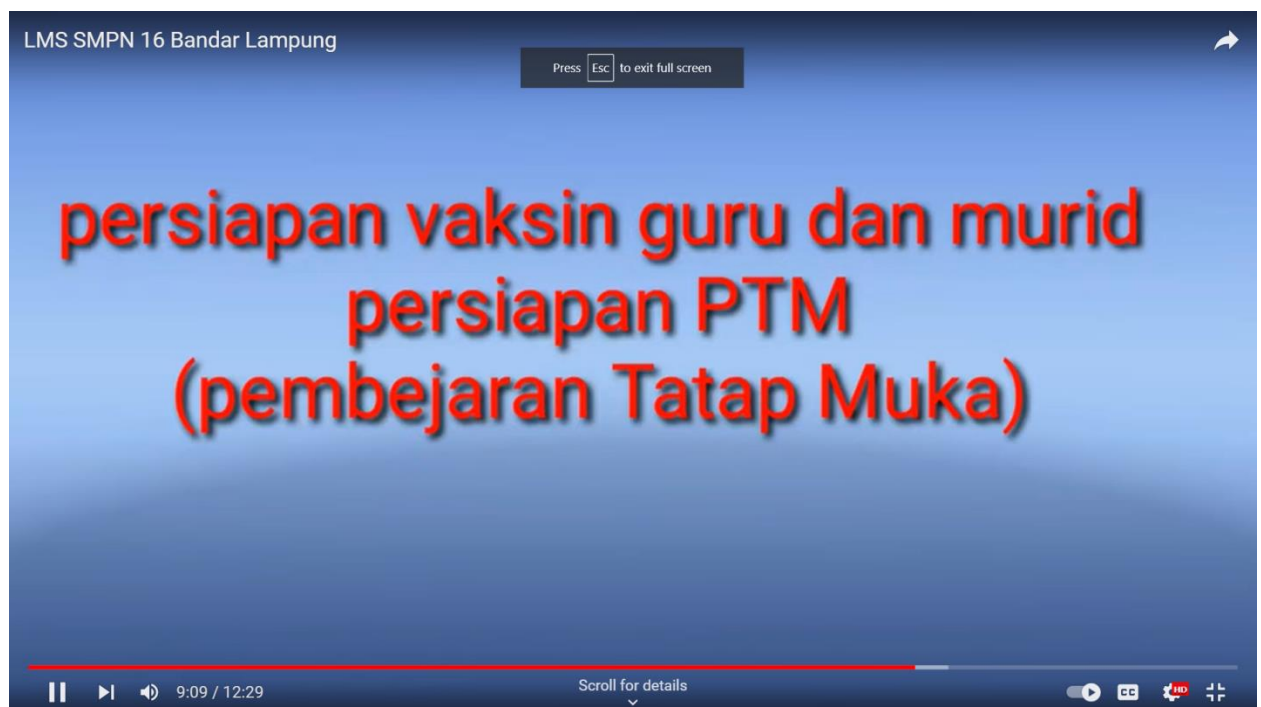 LMS SMPN 16 Bandar Lampung
Press Esc to exit full screen
persiapan vaksin guru dan murid
persiapan PTM
(pembejaran Tatap Muka)
Scroll for details
9:09 / 12:29
CC
HD